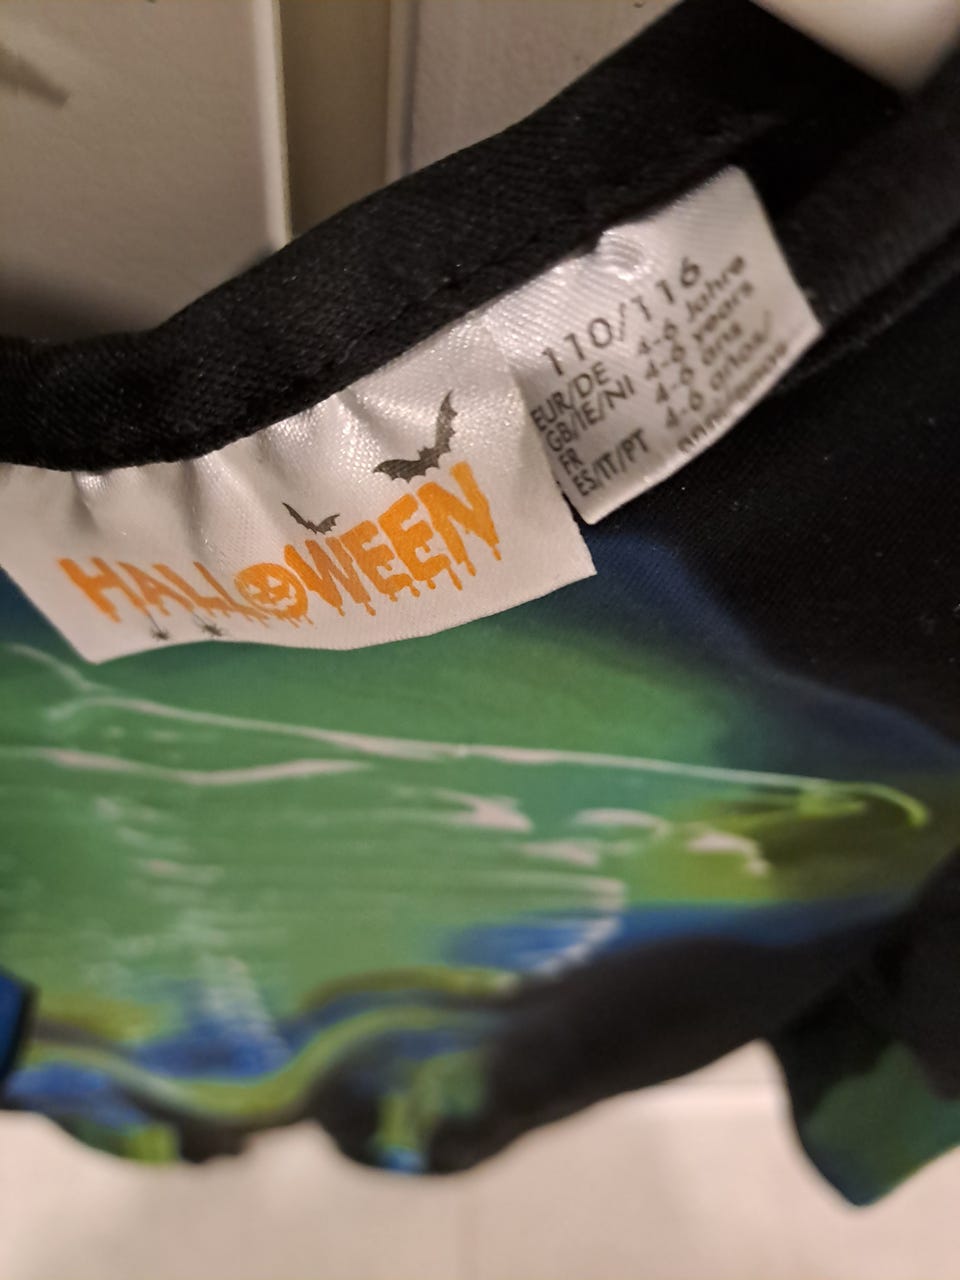 HALLOWEEN
110/116
EUR/DE 4-6 Jahre
GB/IE/NI 4-6 years
FR 4-6 ans
ES/IT/PT 4-6 años/